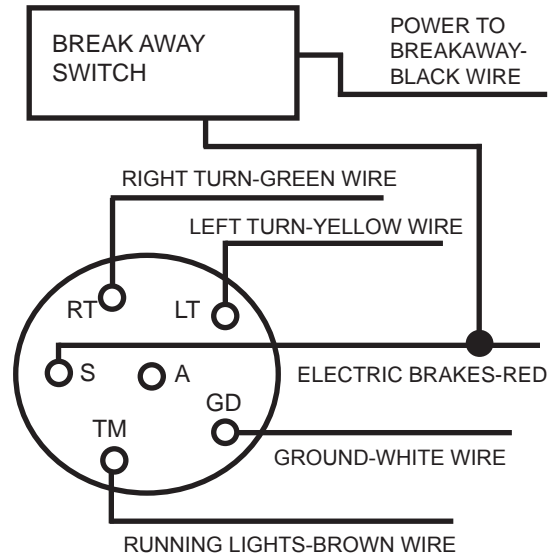 BREAK AWAY
SWITCH
POWER TO
BREAKAWAY-
BLACK WIRE
RIGHT TURN-GREEN WIRE
LEFT TURN-YELLOW WIRE
RT
LT
S
A
ELECTRIC BRAKES-RED
GD
TM
GROUND-WHITE WIRE
RUNNING LIGHTS-BROWN WIRE